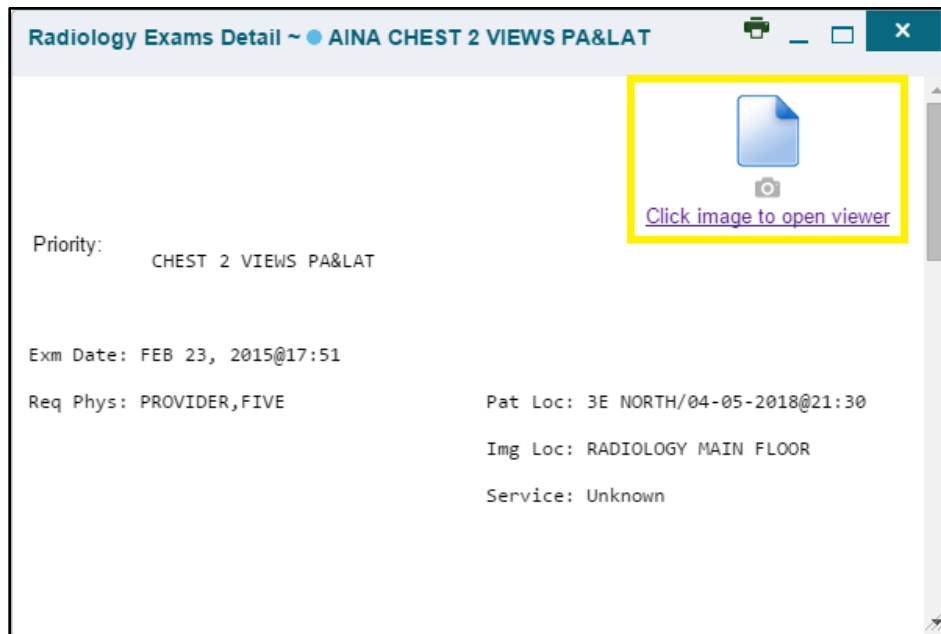 Radiology Exams Detail ~ AINA CHEST 2 VIEWS PA&LAT
Click image to open viewer
Priority:
CHEST 2 VIEWS PA&LAT
Exm Date: FEB 23, 2015@17:51
Req Phys: PROVIDER,FIVE Pat Loc: 3E NORTH/04-05-2018@21:30
Img Loc: RADIOLOGY MAIN FLOOR
Service: Unknown